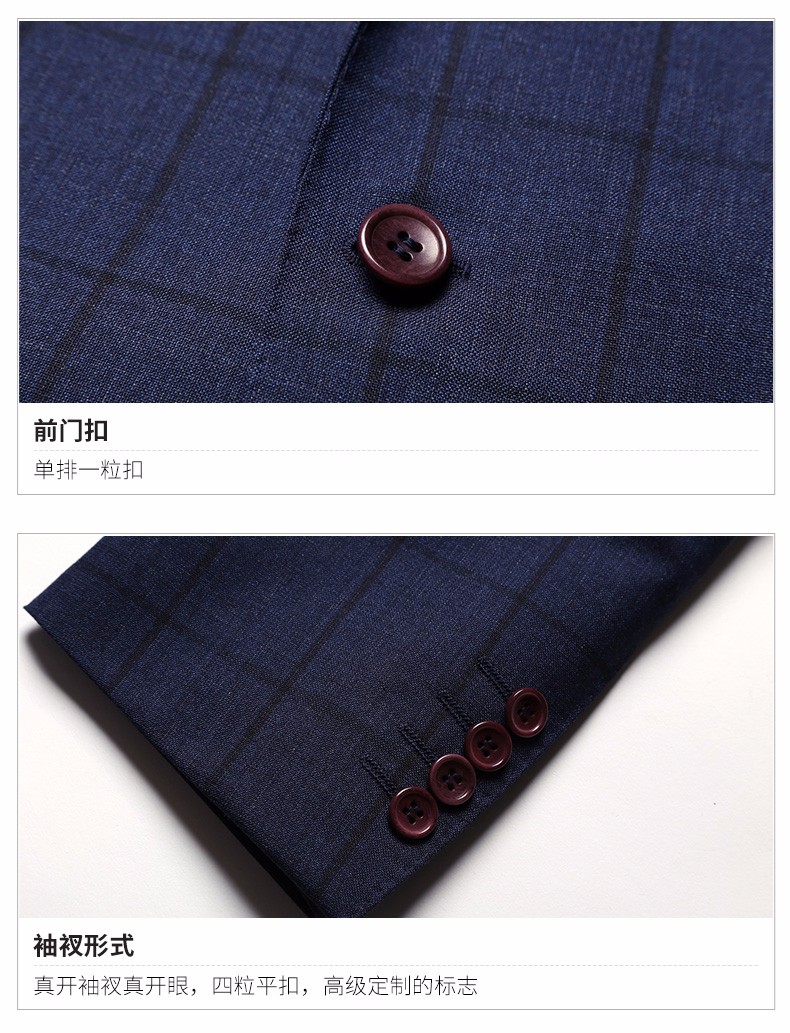 前门扣
单排一粒扣
袖衩形式
真开袖衩真开眼，四粒平扣，高级定制的标志